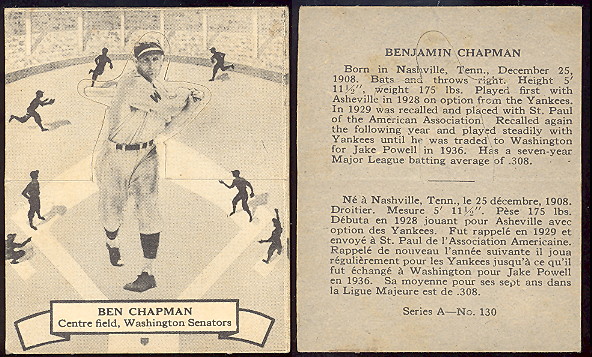 W
BEN CHAPMAN
Centre field, Washington Senators
BENJAMIN CHAPMAN
Born in Nashville, Tenn., December 25,
1908. Bats and throws right. Height 5'
11½", weight 175 lbs. Played first with
Asheville in 1928 on option from the Yankees.
In 1929 was recalled and placed with St. Paul
of the American Association. Recalled again
the following year and played steadily with
Yankees until he was traded to Washington
for Jake Powell in 1936. Has a seven-year
Major League batting average of .308.
Né à Nashville, Tenn., le 25 décembre, 1908.
Droitier. Mesure 5' 11½". Pèse 175 lbs.
Débuta en 1928 jouant pour Asheville avec
option des Yankees. Fut rappelé en 1929 et
envoyé à St. Paul de l'Association Americaine.
Rappelé de nouveau l'année suivante il joua
régulièrement pour les Yankees jusqu'à ce qu'il
fut échangé à Washington pour Jake Powell
en 1936. Sa moyenne pour ses sept ans dans
la Ligue Majeure est de .308.
Series A—No. 130